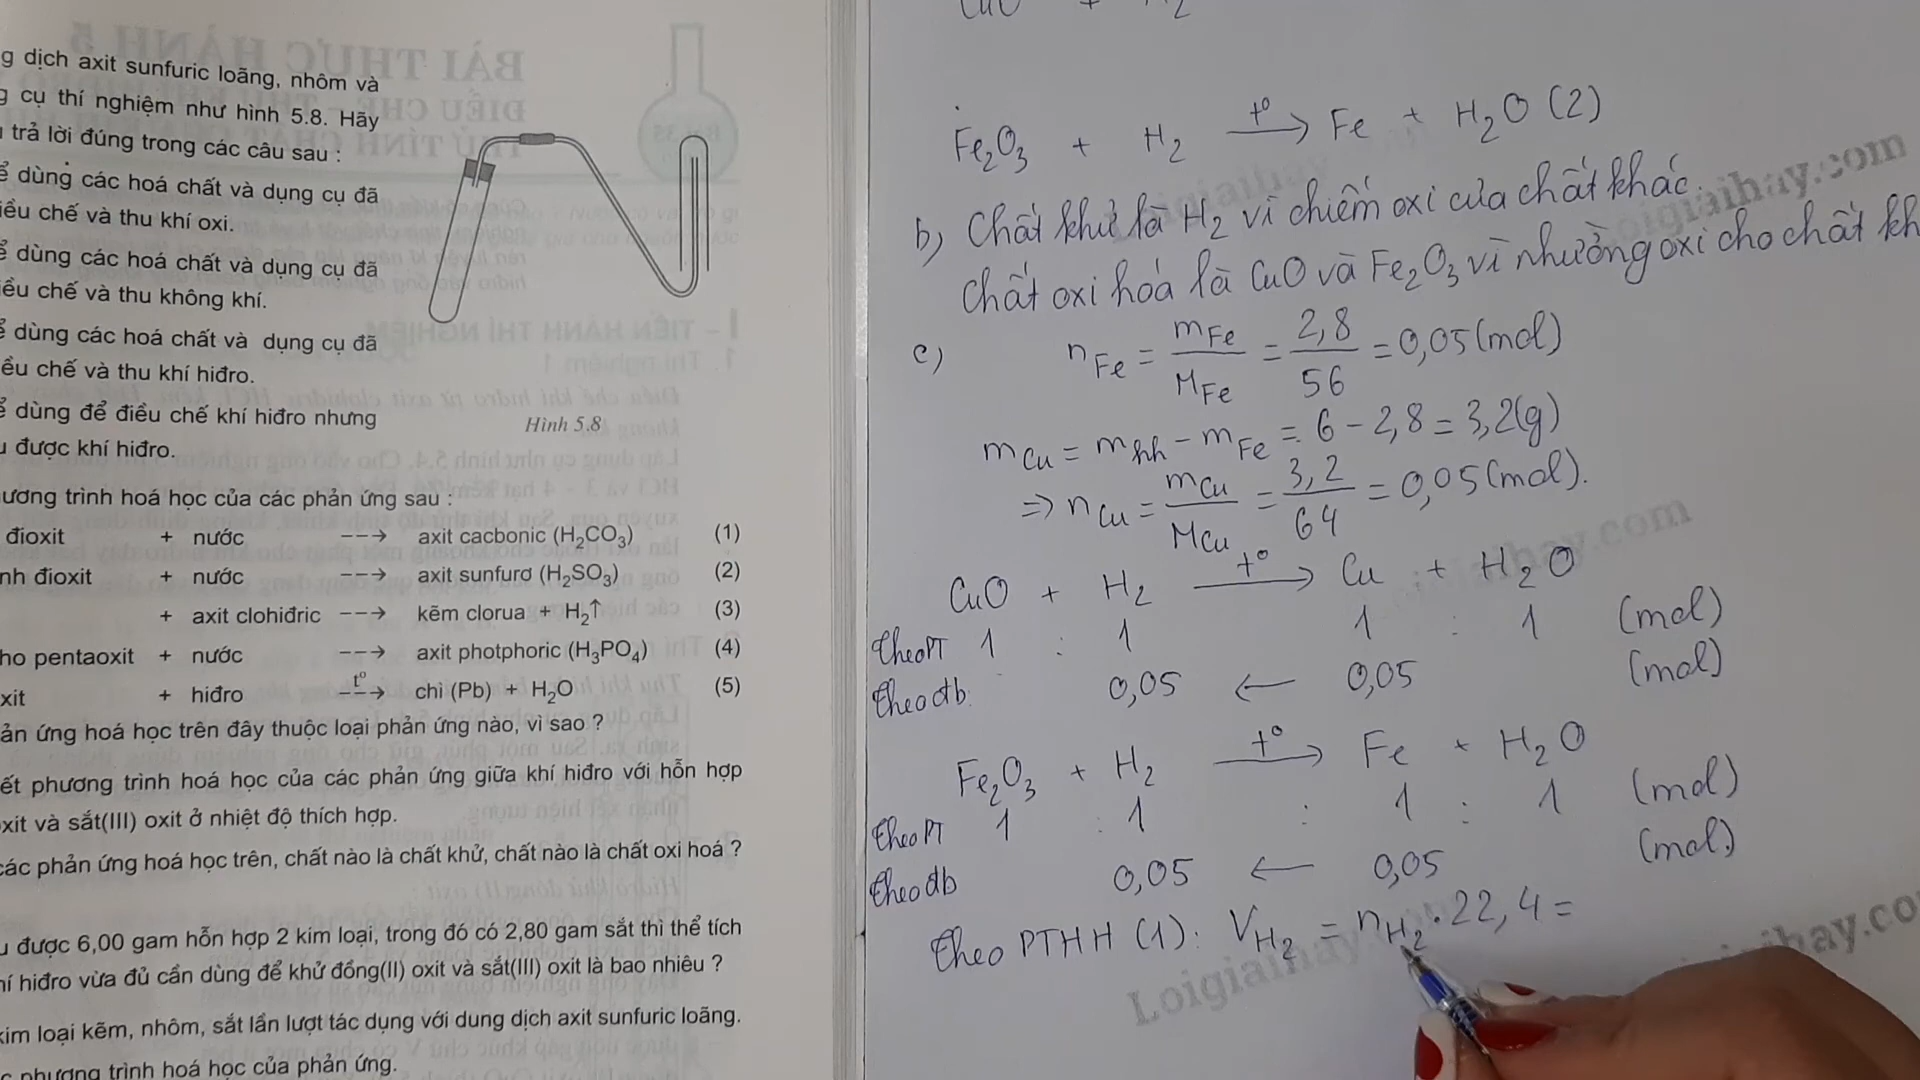 g dịch axit sunfuric loãng, nhôm và
g cụ thí nghiệm như hình 5.8. Hãy
trả lời đúng trong các câu sau :
ể dùng các hoá chất và dụng cụ đã
iều chế và thu khí oxi.
ể dùng các hoá chất và dụng cụ đã
iều chế và thu không khí.
ể dùng các hoá chất và dụng cụ đã
iều chế và thu khí hiđro.
ể dùng để điều chế khí hiđro nhưng
u được khí hiđro.
Hình 5.8
ương trình hoá học của các phản ứng sau :
đioxit + nước ---> axit cacbonic (H₂CO₃) (1)
nh đioxit + nước ---> axit sunfurơ (H₂SO₃) (2)
+ axit clohiđric ---> kẽm clorua + H₂↑ (3)
ho pentaoxit + nước ---> axit photphoric (H₃PO₄) (4)
xit + hiđro --t°-> chì (Pb) + H₂O (5)
ản ứng hoá học trên đây thuộc loại phản ứng nào, vì sao ?
ết phương trình hoá học của các phản ứng giữa khí hiđro với hỗn hợp
xit và sắt(III) oxit ở nhiệt độ thích hợp.
các phản ứng hoá học trên, chất nào là chất khử, chất nào là chất oxi hoá ?
u được 6,00 gam hỗn hợp 2 kim loại, trong đó có 2,80 gam sắt thì thể tích
hí hiđro vừa đủ cần dùng để khử đồng(II) oxit và sắt(III) oxit là bao nhiêu ?
kim loại kẽm, nhôm, sắt lần lượt tác dụng với dung dịch axit sunfuric loãng.
c phương trình hoá học của phản ứng.
CuO + H₂
Fe₂O₃ + H₂ —t°→ Fe + H₂O (2)
b) Chất khử là H₂ vì chiếm oxi của chất khác.
Chất oxi hóa là CuO và Fe₂O₃ vì nhường oxi cho chất kh
c) n Fe = mFe / MFe = 2,8 / 56 = 0,05 (mol)
m Cu = m hh − m Fe = 6 − 2,8 = 3,2 (g)
=> n Cu = mCu / MCu = 3,2 / 64 = 0,05 (mol).
CuO + H₂ —t°→ Cu + H₂O
theo PT 1 : 1 1 : 1 (mol)
theo đb 0,05 ← 0,05 (mol)
Fe₂O₃ + H₂ —t°→ Fe + H₂O
theo PT 1 : 1 : 1 : 1 (mol)
theo đb 0,05 ← 0,05 (mol)
theo PTHH (1): V H₂ = n H₂ . 22,4 =
Loigiaihay.com